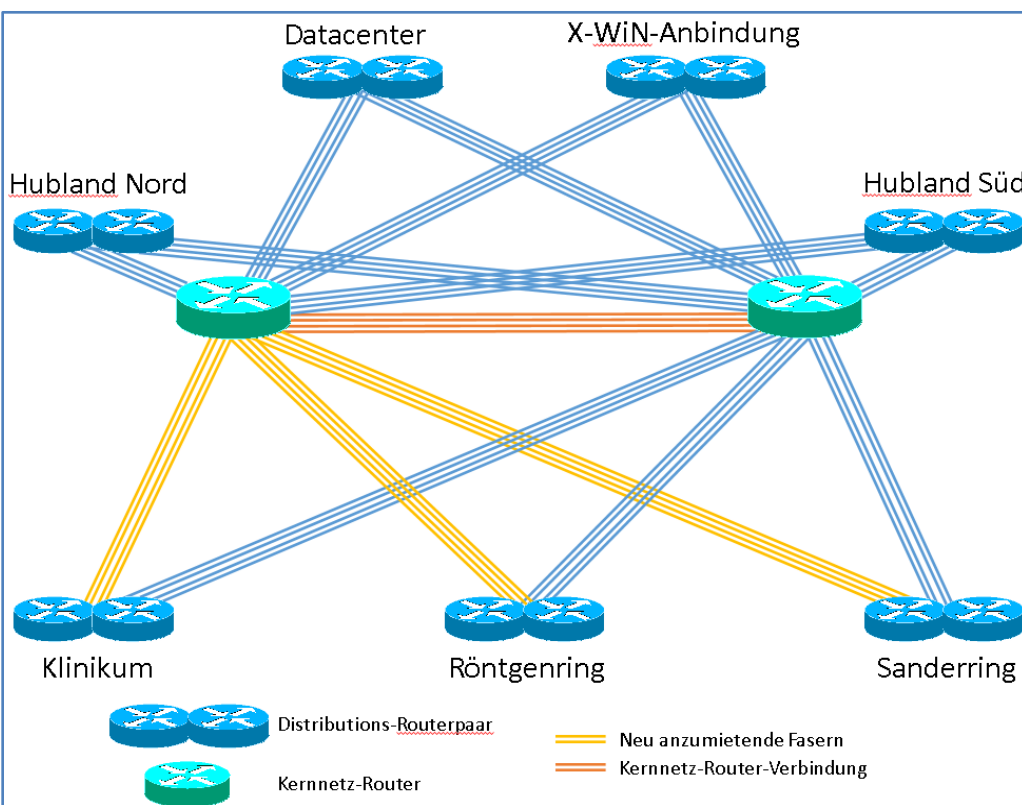 Datacenter
X-WiN-Anbindung
Hubland Nord
Hubland Süd
Klinikum
Röntgenring
Sanderring
Distributions-Routerpaar
Neu anzumietende Fasern
Kernnetz-Router-Verbindung
Kernnetz-Router